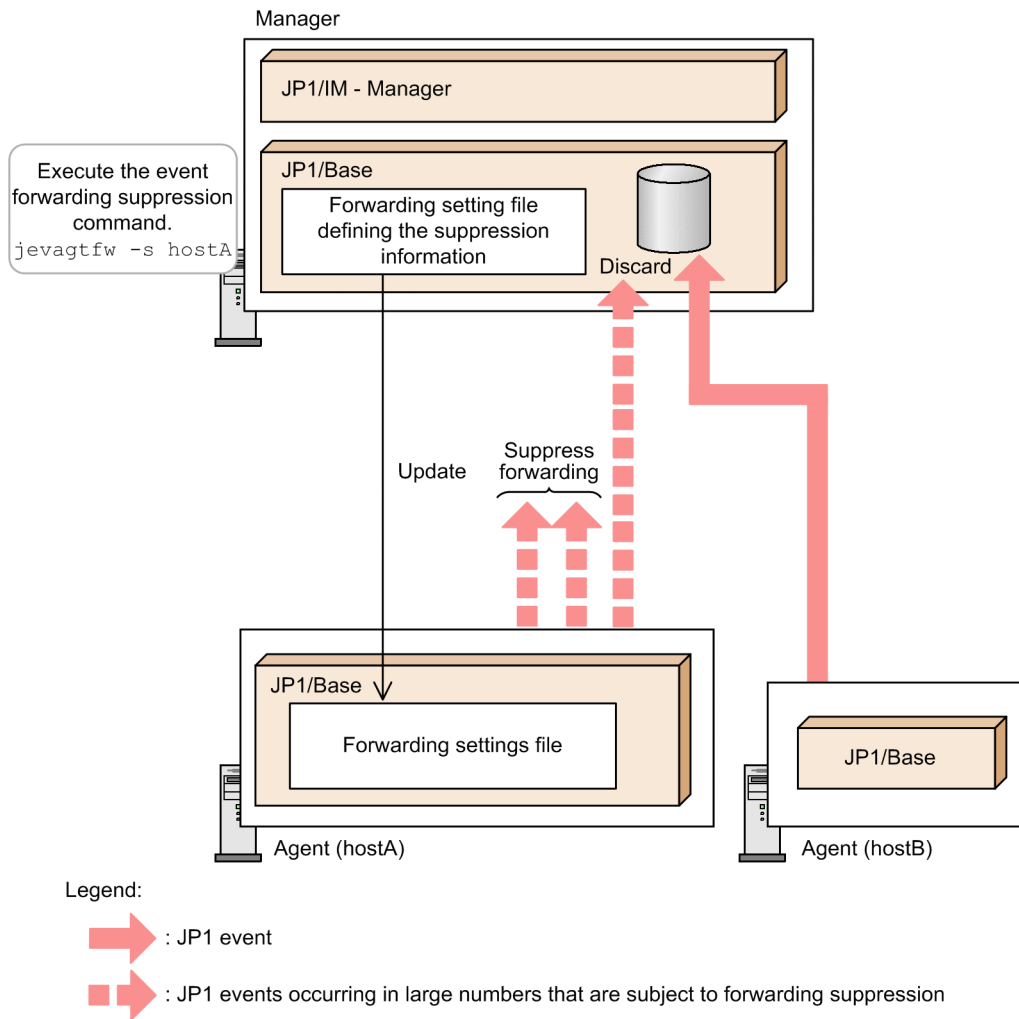 Manager
JP1/IM - Manager
Execute the event
forwarding suppression
command.
jevagtfw -s hostA
JP1/Base
Forwarding setting file
defining the suppression
information
Discard
Update
Suppress
forwarding
JP1/Base
Forwarding settings file
JP1/Base
Agent (hostA)
Agent (hostB)
Legend:
: JP1 event
: JP1 events occurring in large numbers that are subject to forwarding suppression